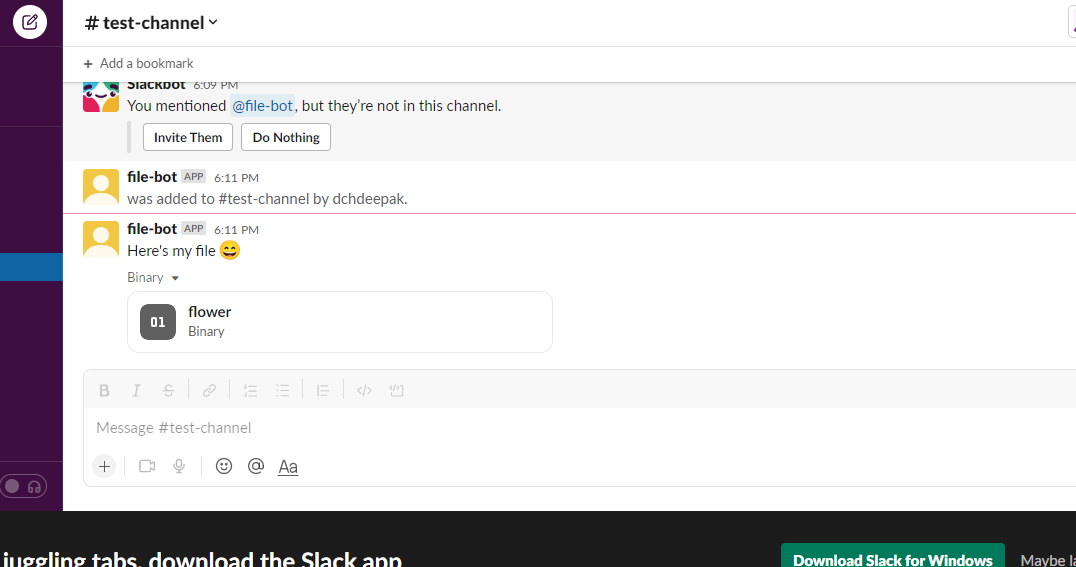 # test-channel
+ Add a bookmark
Slackbot 6:09 PM
You mentioned @file-bot, but they’re not in this channel.
Invite Them Do Nothing
file-bot APP 6:11 PM
was added to #test-channel by dchdeepak.
file-bot APP 6:11 PM
Here's my file 😄
Binary
01 flower
Binary
B I S
Message #test-channel
@ Aa
juggling tabs, download the Slack app
Download Slack for Windows Maybe